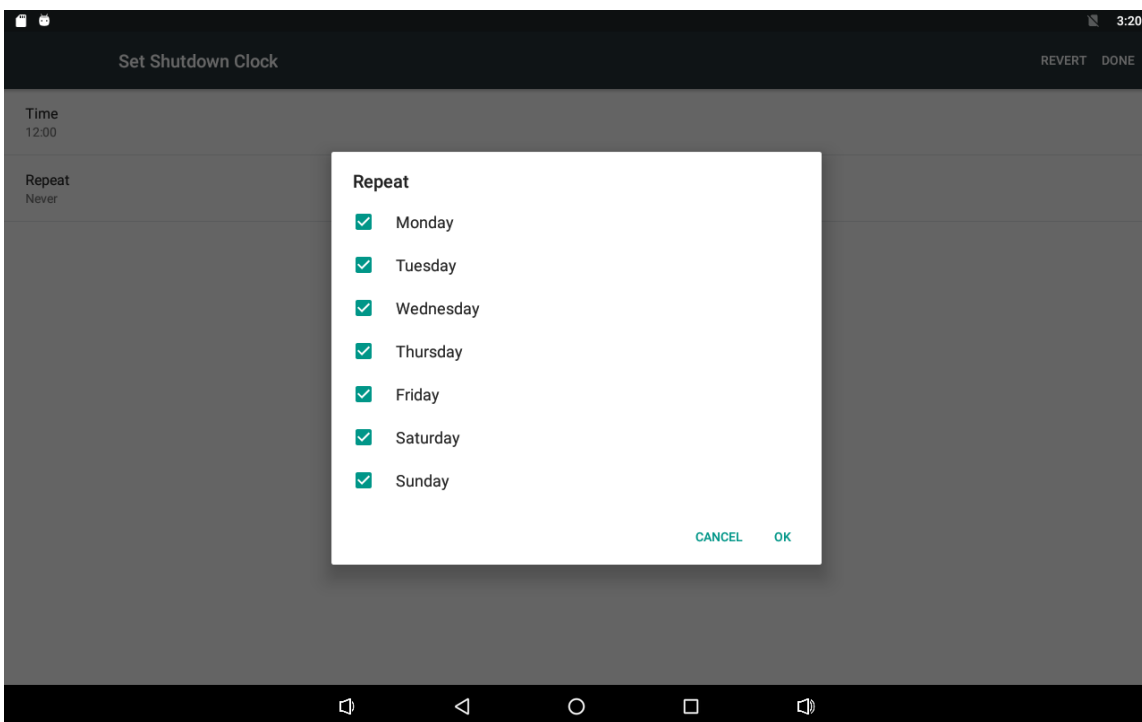 3:20
Set Shutdown Clock
REVERT DONE
Time
12:00
Repeat
Never
Repeat
Monday
Tuesday
Wednesday
Thursday
Friday
Saturday
Sunday
CANCEL OK